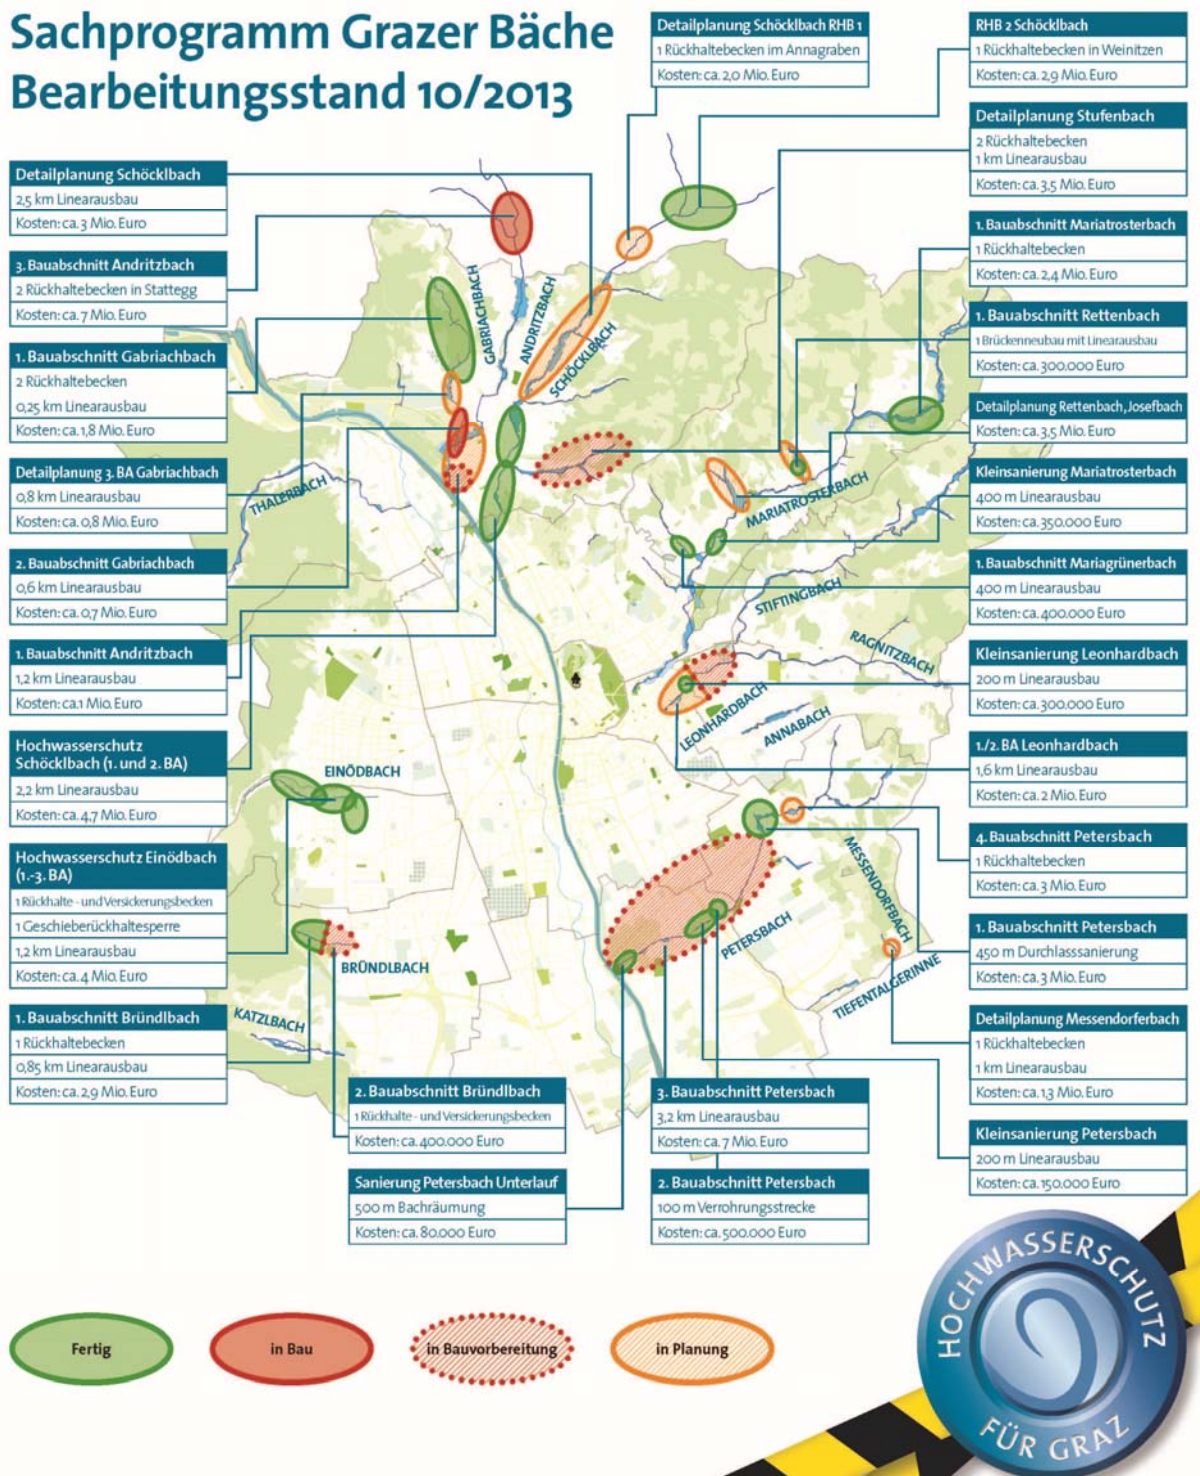 Sachprogramm Grazer Bäche
Bearbeitungsstand 10/2013
Detailplanung Schöcklbach RHB 1
1 Rückhaltebecken im Annagraben
Kosten: ca. 2,0 Mio. Euro
RHB 2 Schöcklbach
1 Rückhaltebecken in Weinitzen
Kosten: ca. 2,9 Mio. Euro
Detailplanung Stufenbach
2 Rückhaltebecken
1 km Linearausbau
Kosten: ca. 3,5 Mio. Euro
1. Bauabschnitt Mariatrosterbach
1 Rückhaltebecken
Kosten: ca. 2,4 Mio. Euro
1. Bauabschnitt Rettenbach
1 Brückenneubau mit Linearausbau
Kosten: ca. 300.000 Euro
Detailplanung Rettenbach, Josefbach
Kosten: ca. 3,5 Mio. Euro
Kleinsanierung Mariatrosterbach
400 m Linearausbau
Kosten: ca. 350.000 Euro
1. Bauabschnitt Mariagrünerbach
400 m Linearausbau
Kosten: ca. 400.000 Euro
Kleinsanierung Leonhardbach
200 m Linearausbau
Kosten: ca. 300.000 Euro
1./2. BA Leonhardbach
1,6 km Linearausbau
Kosten: ca. 2 Mio. Euro
4. Bauabschnitt Petersbach
1 Rückhaltebecken
Kosten: ca. 3 Mio. Euro
1. Bauabschnitt Petersbach
450 m Durchlasssanierung
Kosten: ca. 3 Mio. Euro
Detailplanung Messendorferbach
1 Rückhaltebecken
1 km Linearausbau
Kosten: ca. 1,3 Mio. Euro
Kleinsanierung Petersbach
200 m Linearausbau
Kosten: ca. 150.000 Euro
Detailplanung Schöcklbach
2,5 km Linearausbau
Kosten: ca. 3 Mio. Euro
3. Bauabschnitt Andritzbach
2 Rückhaltebecken in Stattegg
Kosten: ca. 7 Mio. Euro
1. Bauabschnitt Gabriachbach
2 Rückhaltebecken
0,25 km Linearausbau
Kosten: ca. 1,8 Mio. Euro
Detailplanung 3. BA Gabriachbach
0,8 km Linearausbau
Kosten: ca. 0,8 Mio. Euro
2. Bauabschnitt Gabriachbach
0,6 km Linearausbau
Kosten: ca. 0,7 Mio. Euro
1. Bauabschnitt Andritzbach
1,2 km Linearausbau
Kosten: ca.1 Mio. Euro
Hochwasserschutz
Schöcklbach (1. und 2. BA)
2,2 km Linearausbau
Kosten: ca. 4,7 Mio. Euro
Hochwasserschutz Einödbach
(1.-3. BA)
1 Rückhalte- und Versickerungsbecken
1 Geschieberückhaltesperre
1,2 km Linearausbau
Kosten: ca. 4 Mio. Euro
1. Bauabschnitt Bründlbach
1 Rückhaltebecken
0,85 km Linearausbau
Kosten: ca. 2,9 Mio. Euro
2. Bauabschnitt Bründlbach
1 Rückhalte- und Versickerungsbecken
Kosten: ca. 400.000 Euro
Sanierung Petersbach Unterlauf
500 m Bachräumung
Kosten: ca. 80.000 Euro
3. Bauabschnitt Petersbach
3,2 km Linearausbau
Kosten: ca. 7 Mio. Euro
2. Bauabschnitt Petersbach
100 m Verrohrungsstrecke
Kosten: ca. 500.000 Euro
GABRIACHBACH
ANDRITZBACH
SCHÖCKLBACH
THALERBACH
MARIATROSTERBACH
STIFTINGBACH
RAGNITZBACH
LEONHARDBACH
ANNABACH
EINÖDBACH
MESSENDORFBACH
PETERSBACH
TIEFENTALGERINNE
BRÜNDLBACH
KATZLBACH
Fertig
in Bau
in Bauvorbereitung
in Planung
HOCHWASSERSCHUTZ
FÜR GRAZ